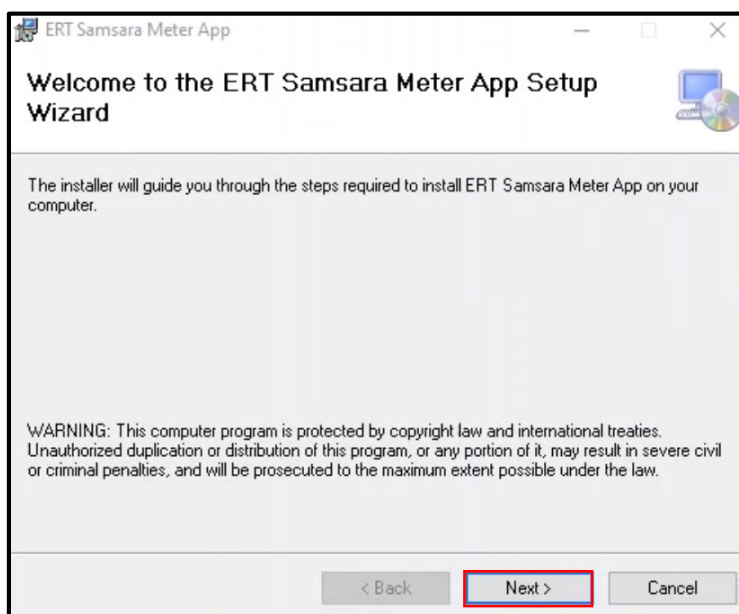 ERT Samsara Meter App
Welcome to the ERT Samsara Meter App Setup
Wizard
The installer will guide you through the steps required to install ERT Samsara Meter App on your
computer.
WARNING: This computer program is protected by copyright law and international treaties.
Unauthorized duplication or distribution of this program, or any portion of it, may result in severe civil
or criminal penalties, and will be prosecuted to the maximum extent possible under the law.
< Back Next > Cancel